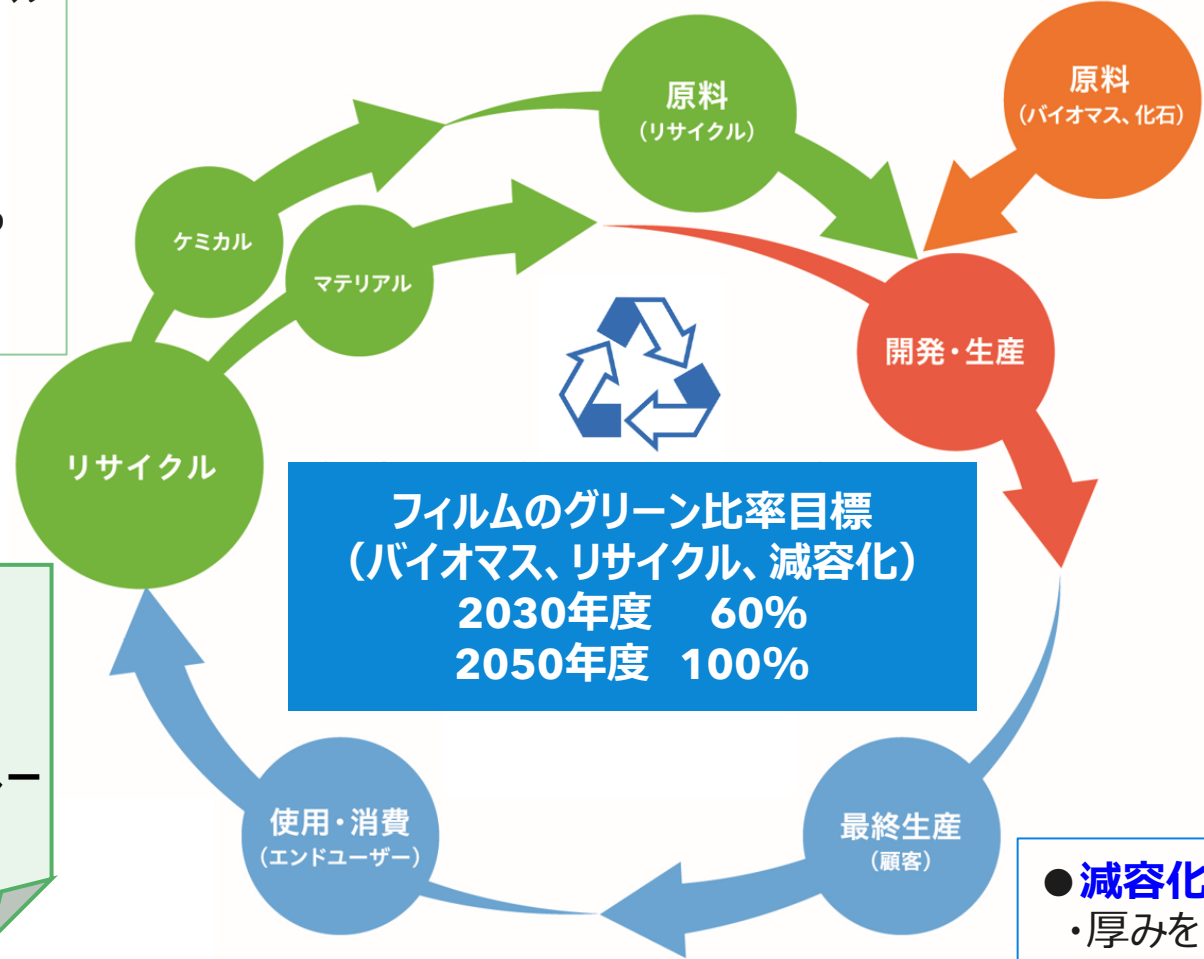 原料
(リサイクル)
原料
(バイオマス、化石)
ケミカル
マテリアル
開発・生産
リサイクル
フィルムのグリーン比率目標
(バイオマス、リサイクル、減容化)
2030年度 60%
2050年度 100%
使用・消費
(エンドユーザー)
最終生産
(顧客)
●減容化
・厚みを